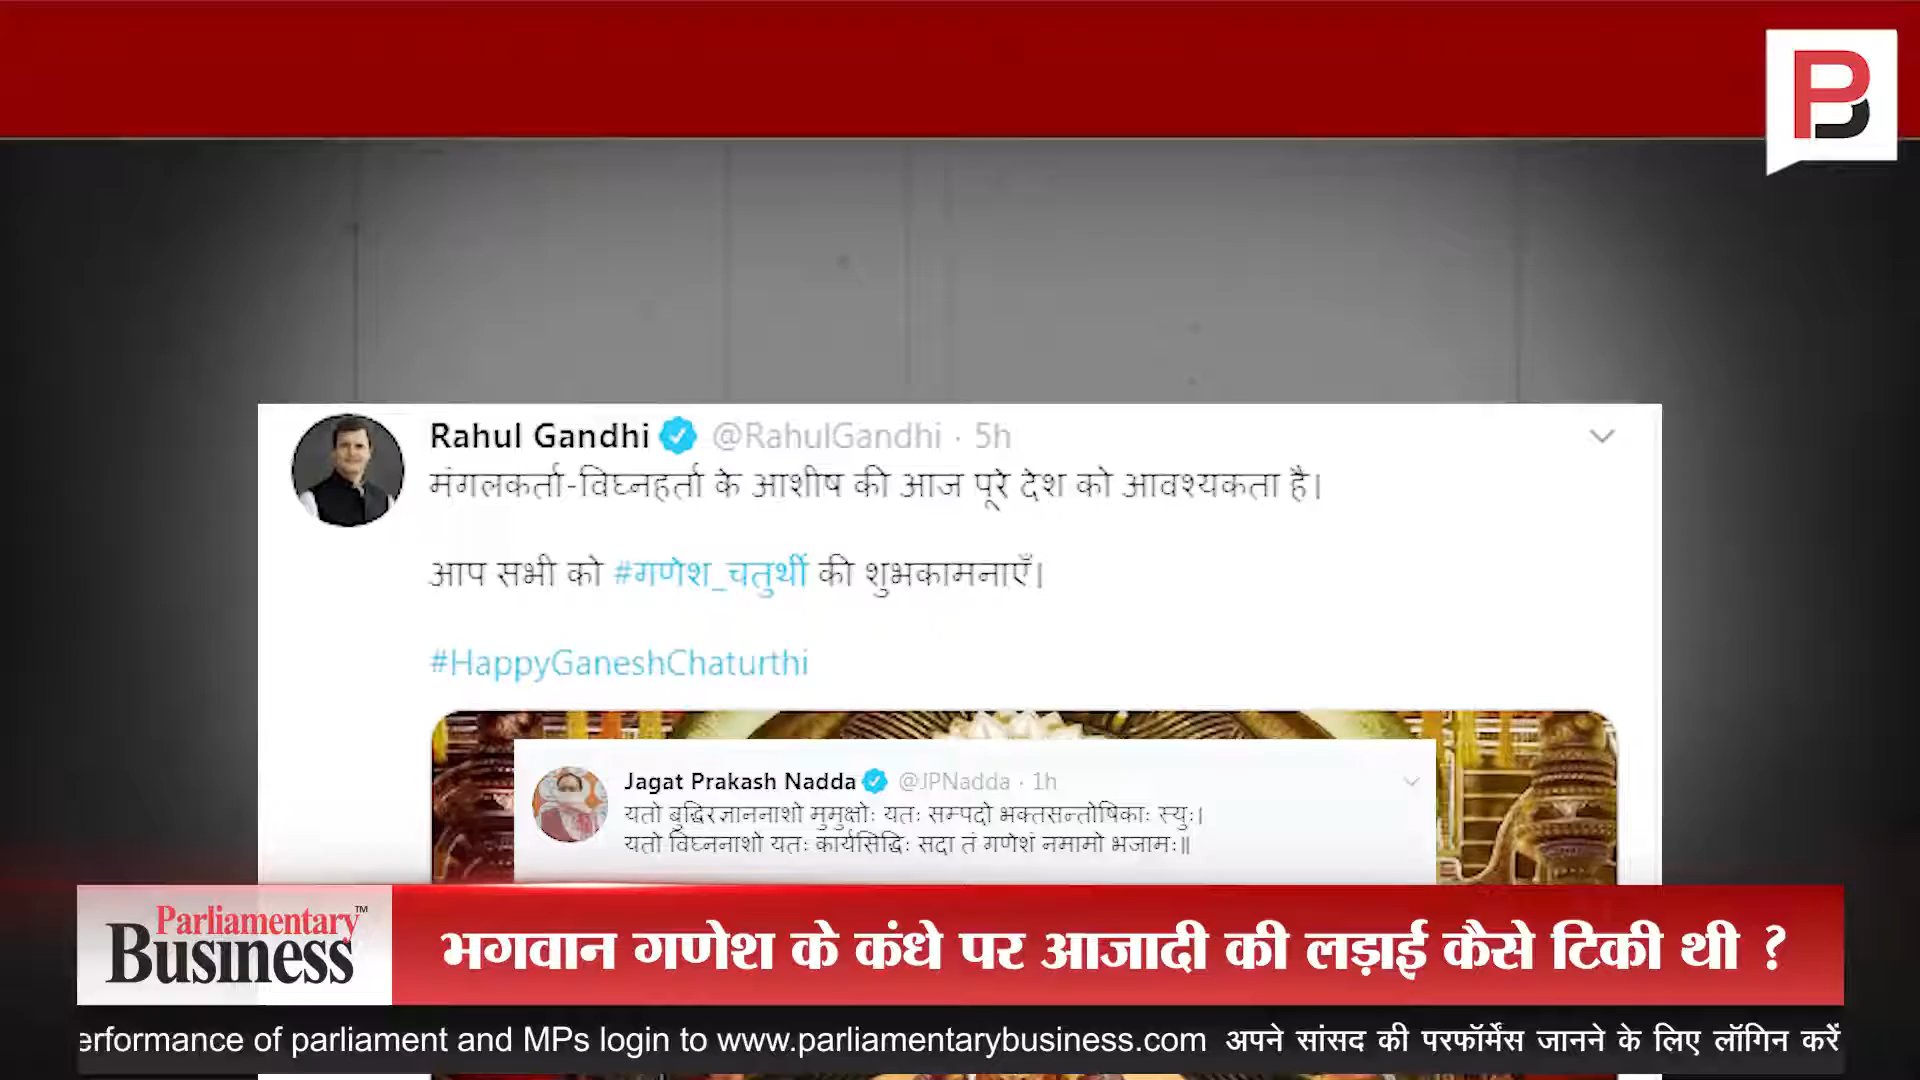 PB
Rahul Gandhi @RahulGandhi · 5h
मंगलकर्ता-विघ्नहर्ता के आशीष की आज पूरे देश को आवश्यकता है।
आप सभी को #गणेश_चतुर्थी की शुभकामनाएँ।
#HappyGaneshChaturthi
Jagat Prakash Nadda @JPNadda · 1h
यतो बुद्धिरज्ञाननाशो मुमुक्षोः यतः सम्पदो भक्तसन्तोषिकाः स्युः।
यतो विघ्ननाशो यतः कार्यसिद्धिः सदा तं गणेशं नमामो भजामः॥
Parliamentary™
Business
भगवान गणेश के कंधे पर आजादी की लड़ाई कैसे टिकी थी ?
erformance of parliament and MPs login to www.parliamentarybusiness.com अपने सांसद की परफॉर्मेंस जानने के लिए लॉगिन करें